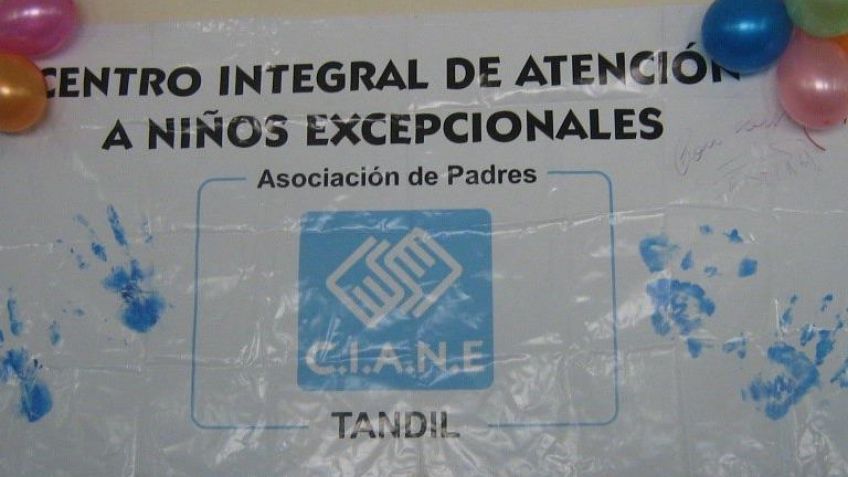 CENTRO INTEGRAL DE ATENCIÓN
A NIÑOS EXCEPCIONALES
Asociación de Padres
C.I.A.N.E
TANDIL